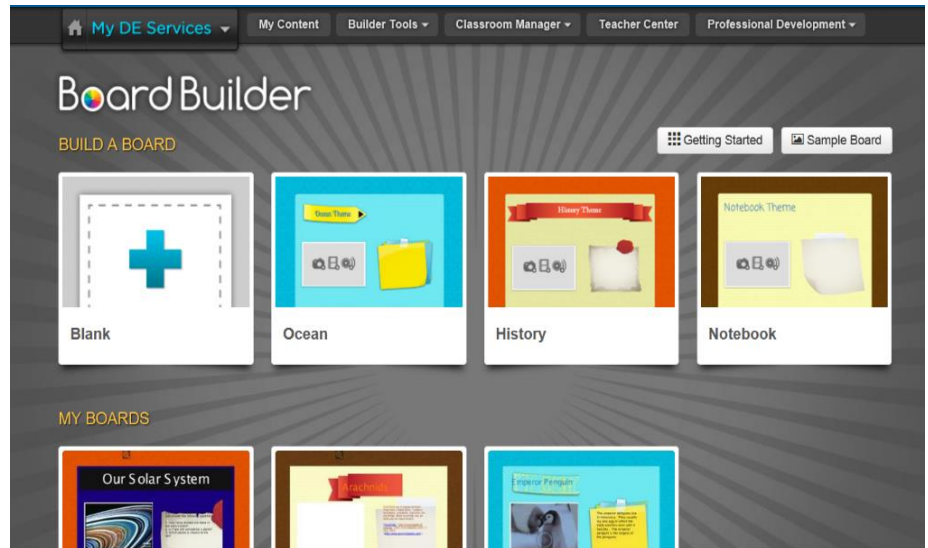 My DE Services
My Content
Builder Tools
Classroom Manager
Teacher Center
Professional Development
Board Builder
BUILD A BOARD
Getting Started
Sample Board
Ocean Theme
History Theme
Notebook Theme
Blank
Ocean
History
Notebook
MY BOARDS
Our Solar System
Arachnids
Emperor Penguin